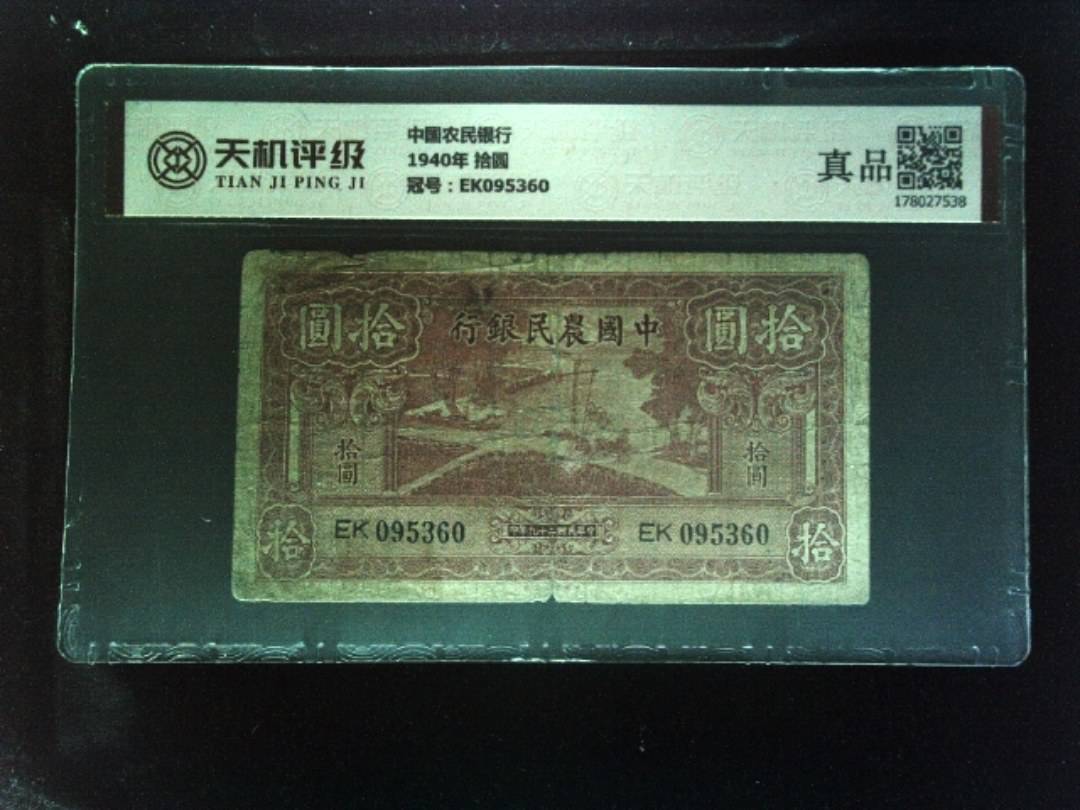 天机评级
TIAN JI PING JI
中国农民银行
1940年 拾圆
冠号：EK095360
真品
178027538
拾圓
行銀民農國中
拾圓
拾圓
拾圓
EK 095360
EK 095360
拾
拾